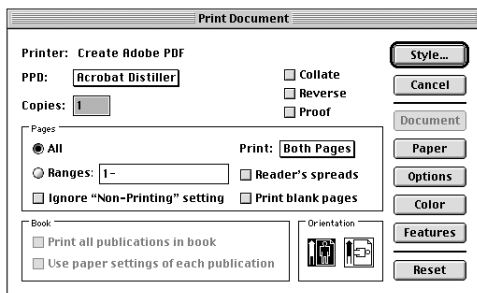 Print Document
Printer: Create Adobe PDF
PPD: Acrobat Distiller
Copies: 1
Collate
Reverse
Proof
Pages
All
Print: Both Pages
Ranges: 1-
Reader's spreads
Ignore “Non-Printing” setting
Print blank pages
Book
Print all publications in book
Use paper settings of each publication
Orientation
Style...
Cancel
Document
Paper
Options
Color
Features
Reset